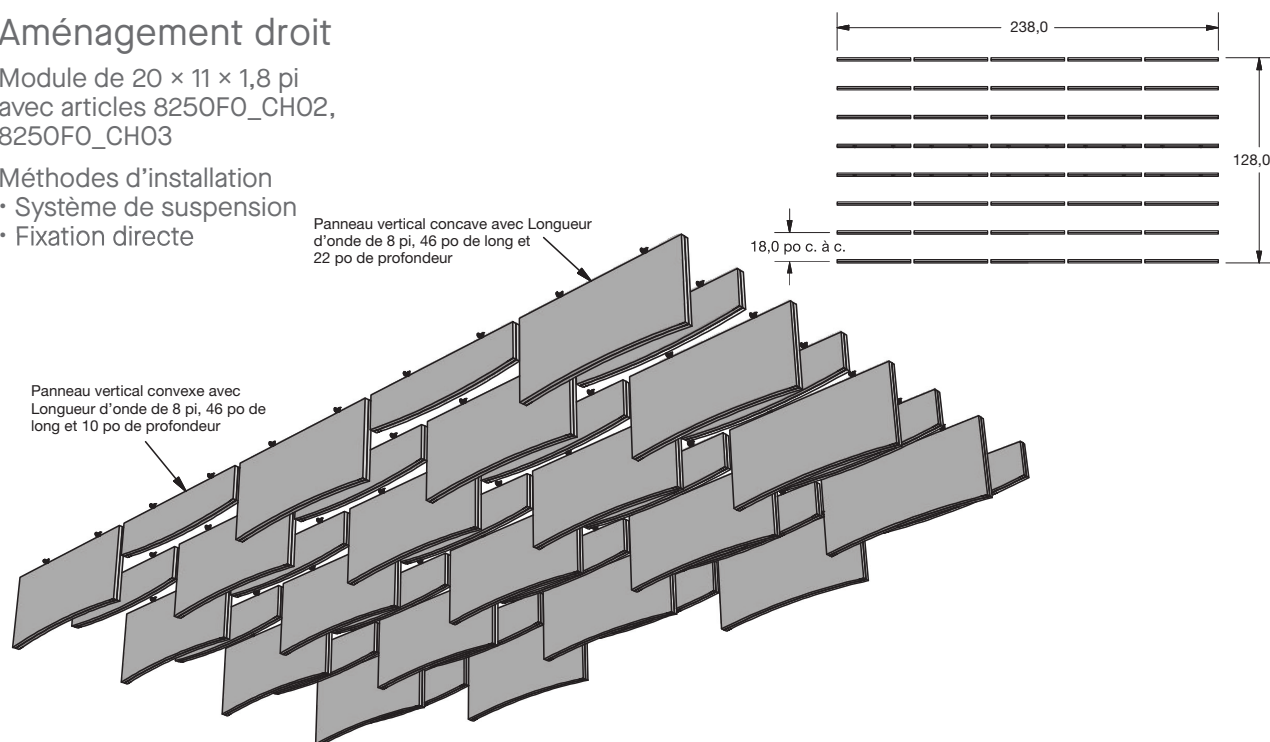 Aménagement droit
Module de 20 × 11 × 1,8 pi
avec articles 8250F0_CH02,
8250F0_CH03
Méthodes d’installation
• Système de suspension
• Fixation directe
Panneau vertical concave avec Longueur
d’onde de 8 pi, 46 po de long et
22 po de profondeur
Panneau vertical convexe avec
Longueur d’onde de 8 pi, 46 po de
long et 10 po de profondeur
238,0
128,0
18,0 po c. à c.